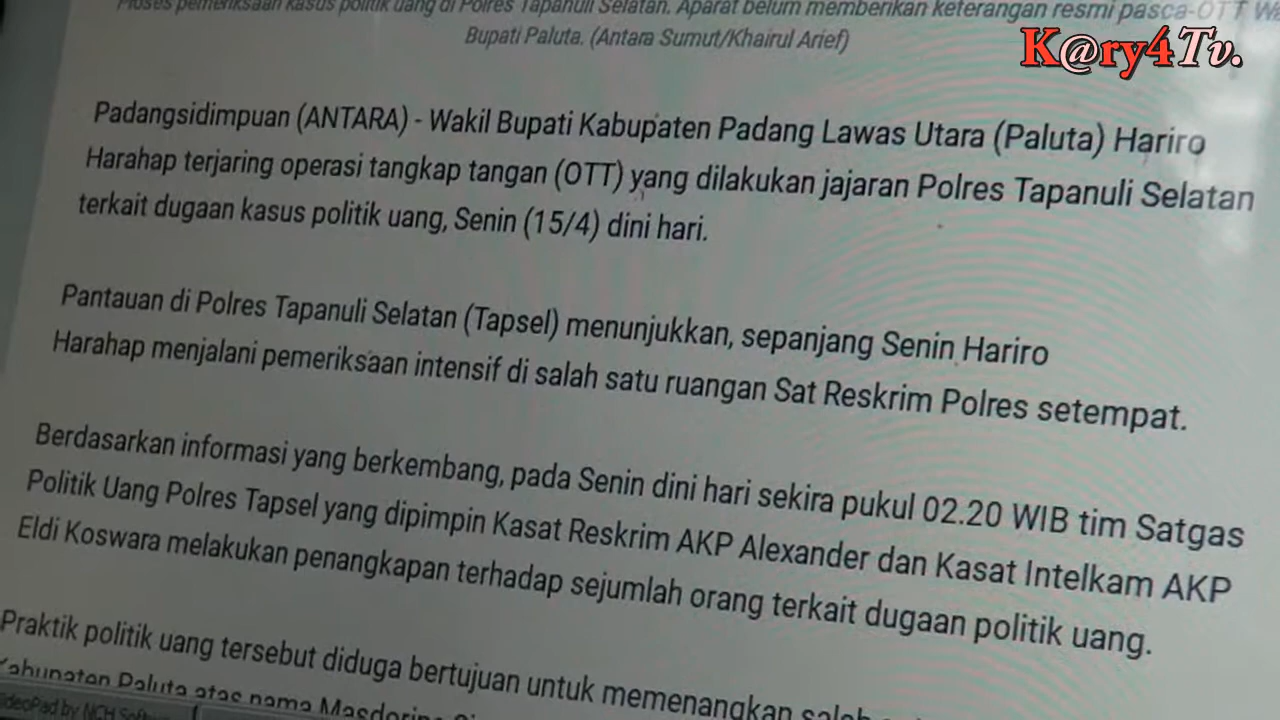 Proses pemeriksaan kasus politik uang di Polres Tapanuli Selatan. Aparat belum memberikan keterangan resmi pasca-OTT
Bupati Paluta. (Antara Sumut/Khairul Arief)
K@ry4Tv.
Padangsidimpuan (ANTARA) - Wakil Bupati Kabupaten Padang Lawas Utara (Paluta) Hariro
Harahap terjaring operasi tangkap tangan (OTT) yang dilakukan jajaran Polres Tapanuli Selatan
terkait dugaan kasus politik uang, Senin (15/4) dini hari.
Pantauan di Polres Tapanuli Selatan (Tapsel) menunjukkan, sepanjang Senin Hariro
Harahap menjalani pemeriksaan intensif di salah satu ruangan Sat Reskrim Polres setempat.
Berdasarkan informasi yang berkembang, pada Senin dini hari sekira pukul 02.20 WIB tim Satgas
Politik Uang Polres Tapsel yang dipimpin Kasat Reskrim AKP Alexander dan Kasat Intelkam AKP
Eldi Koswara melakukan penangkapan terhadap sejumlah orang terkait dugaan politik uang.
Praktik politik uang tersebut diduga bertujuan untuk memenangkan salah
Kabupaten Paluta atas nama
VideoPad by NCH